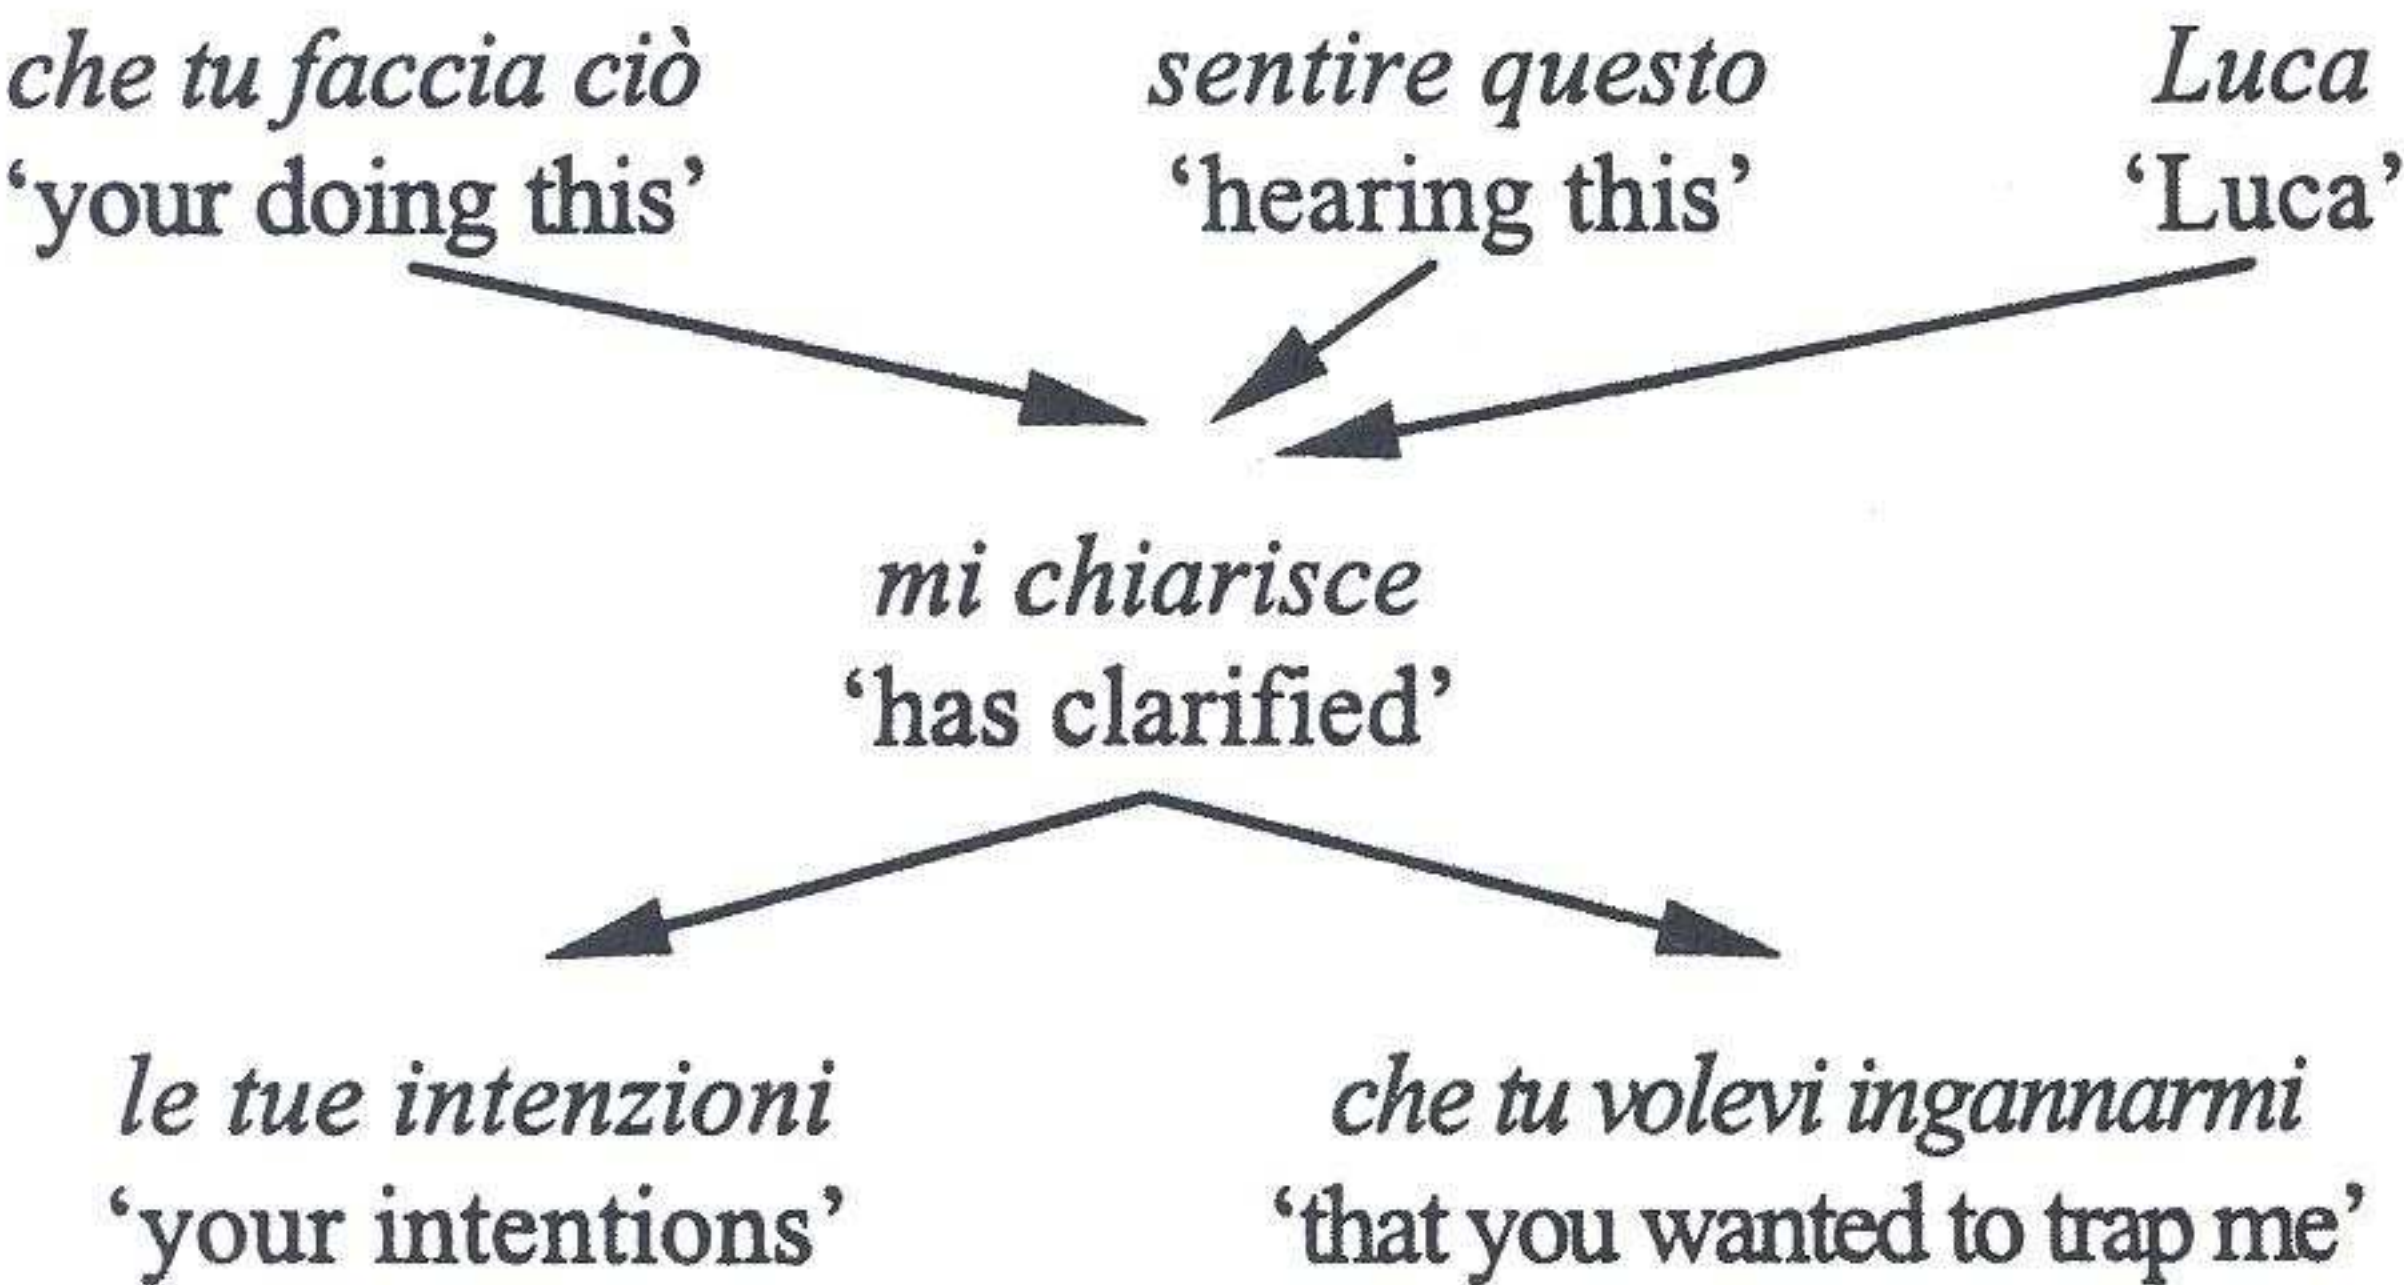 che tu faccia ciò
‘your doing this’
sentire questo
‘hearing this’
Luca
‘Luca’
mi chiarisce
‘has clarified’
le tue intenzioni
‘your intentions’
che tu volevi ingannarmi
‘that you wanted to trap me’